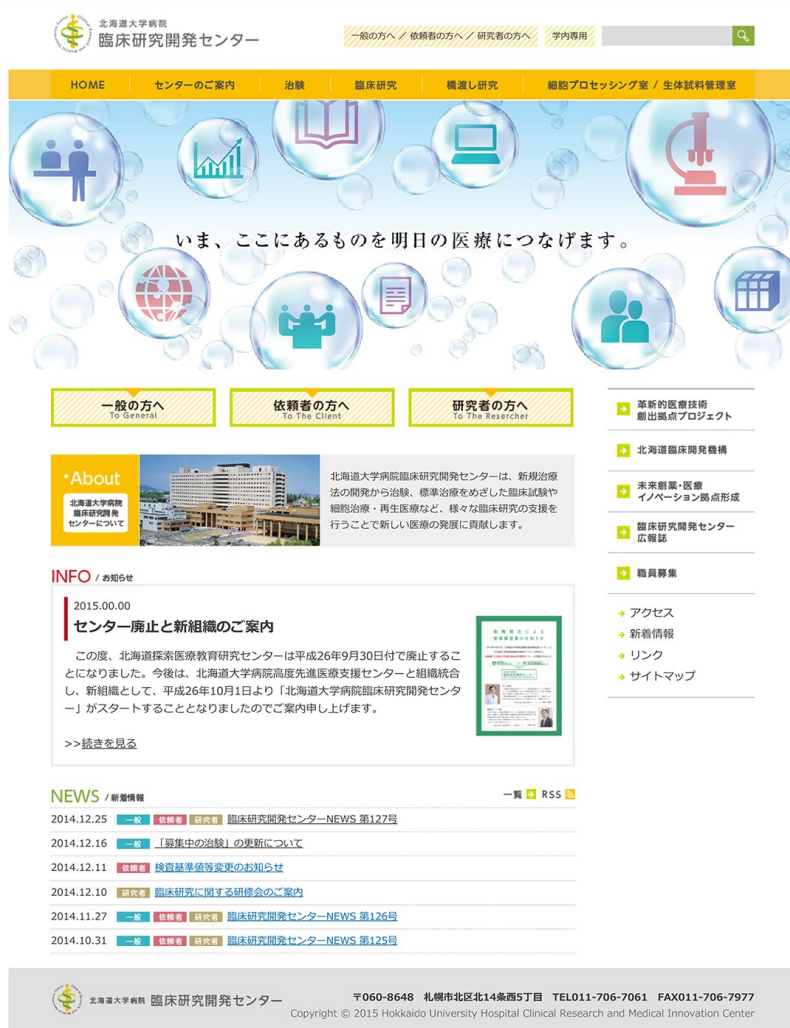 北海道大学病院
臨床研究開発センター
一般の方へ ／ 依頼者の方へ ／ 研究者の方へ
学内専用
HOME
センターのご案内
治験
臨床研究
橋渡し研究
細胞プロセッシング室 / 生体試料管理室
いま、ここにあるものを明日の医療につなげます。
一般の方へ
To General
依頼者の方へ
To The Client
研究者の方へ
To The Resercher
革新的医療技術
創出拠点プロジェクト
北海道臨床開発機構
未来創薬・医療
イノベーション拠点形成
臨床研究開発センター
広報誌
職員募集
アクセス
新着情報
リンク
サイトマップ
About
北海道大学病院
臨床研究開発
センターについて
北海道大学病院臨床研究開発センターは、新規治療
法の開発から治験、標準治療をめざした臨床試験や
細胞治療・再生医療など、様々な臨床研究の支援を
行うことで新しい医療の発展に貢献します。
INFO / お知らせ
2015.00.00
センター廃止と新組織のご案内
この度、北海道探索医療教育研究センターは平成26年9月30日付で廃止するこ
とになりました。今後は、北海道大学病院高度先進医療支援センターと組織統合
し、新組織として、平成26年10月1日より「北海道大学病院臨床研究開発センタ
ー」がスタートすることとなりましたのでご案内申し上げます。
>>続きを見る
NEWS / 新着情報
一覧 RSS
2014.12.25 一般 依頼者 研究者 臨床研究開発センターNEWS 第127号
2014.12.16 一般 「募集中の治験」の更新について
2014.12.11 依頼者 検査基準値等変更のお知らせ
2014.12.10 研究者 臨床研究に関する研修会のご案内
2014.11.27 一般 依頼者 研究者 臨床研究開発センターNEWS 第126号
2014.10.31 一般 依頼者 研究者 臨床研究開発センターNEWS 第125号
北海道大学病院 臨床研究開発センター
〒060-8648 札幌市北区北14条西5丁目 TEL011-706-7061 FAX011-706-7977
Copyright © 2015 Hokkaido University Hospital Clinical Research and Medical Innovation Center